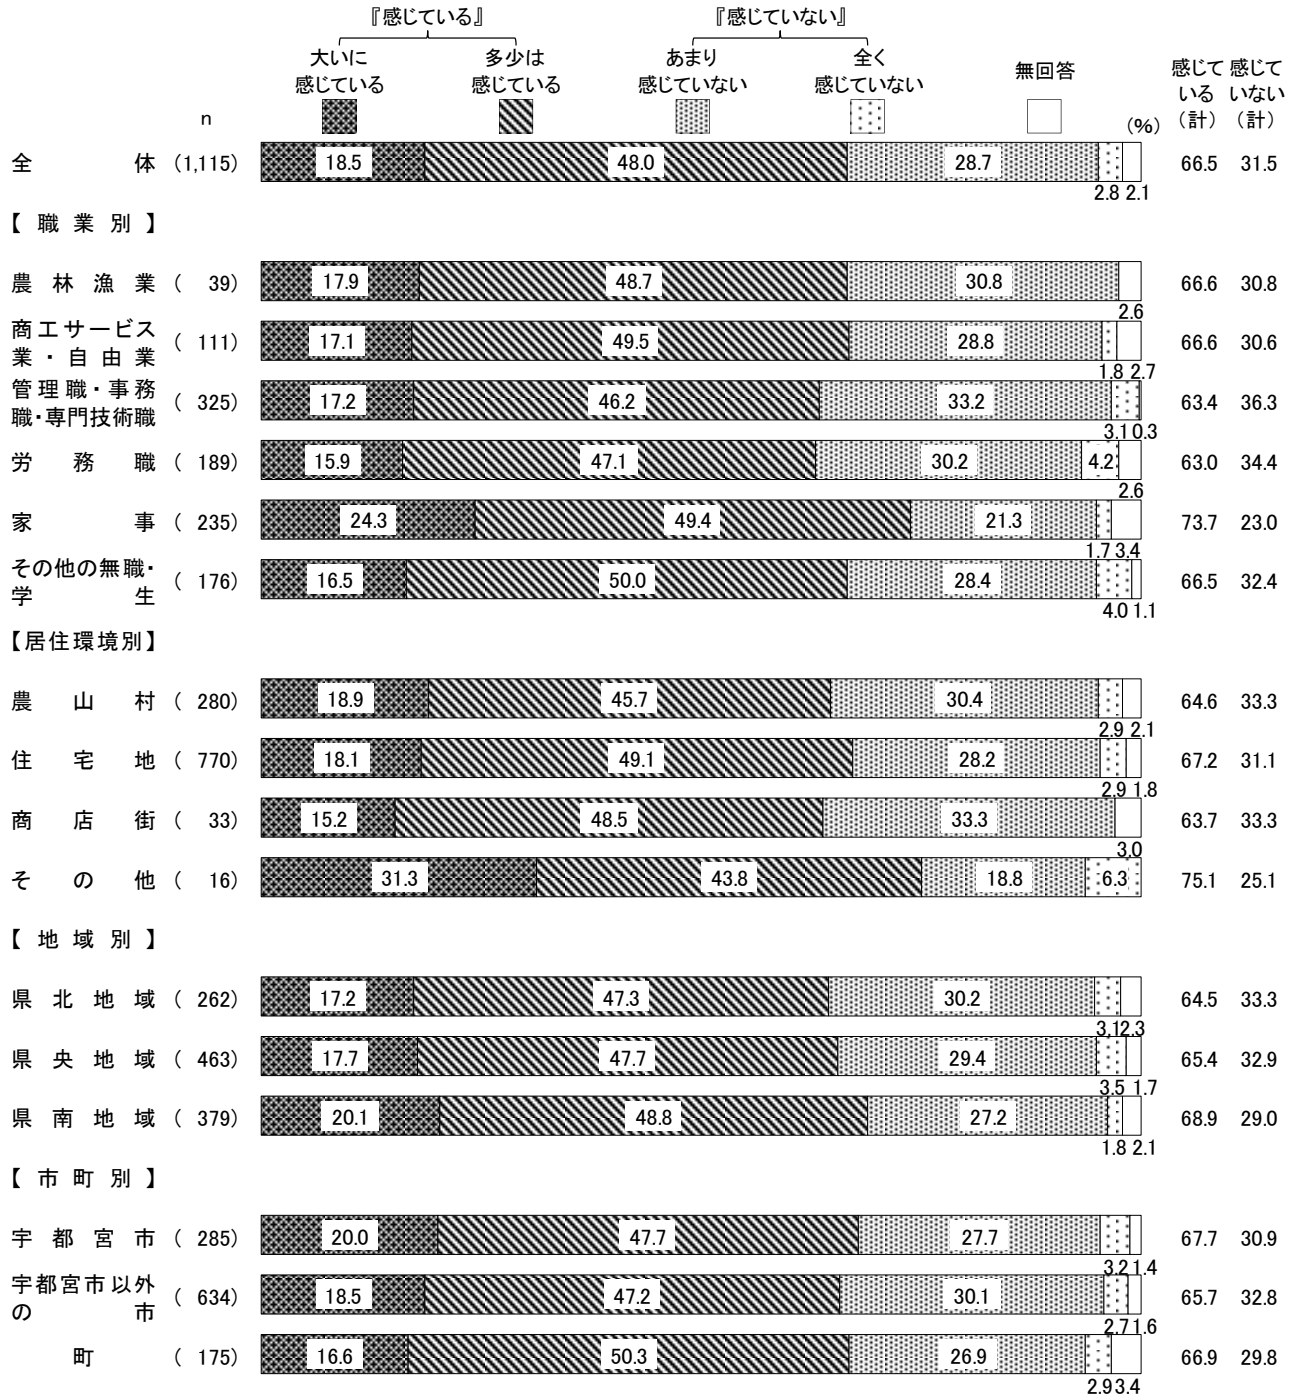 『感じている』 『感じていない』
大いに 多少は あまり 全く
感じている 感じている 感じていない 感じていない 無回答 感じて 感じて
いる いない
n (%) (計) (計)
全体 (1,115) 18.5 48.0 28.7 66.5 31.5
2.8 2.1
【職業別】
農林漁業 (39) 17.9 48.7 30.8 66.6 30.8
2.6
商工サービス
業・自由業 (111) 17.1 49.5 28.8 66.6 30.6
1.8 2.7
管理職・事務
職・専門技術職 (325) 17.2 46.2 33.2 63.4 36.3
3.1 0.3
労務職 (189) 15.9 47.1 30.2 4.2 63.0 34.4
2.6
家事 (235) 24.3 49.4 21.3 73.7 23.0
1.7 3.4
その他の無職・
学生 (176) 16.5 50.0 28.4 66.5 32.4
4.0 1.1
【居住環境別】
農山村 (280) 18.9 45.7 30.4 64.6 33.3
2.9 2.1
住宅地 (770) 18.1 49.1 28.2 67.2 31.1
2.9 1.8
商店街 (33) 15.2 48.5 33.3 63.7 33.3
3.0
その他 (16) 31.3 43.8 18.8 6.3 75.1 25.1
【地域別】
県北地域 (262) 17.2 47.3 30.2 64.5 33.3
3.1 2.3
県央地域 (463) 17.7 47.7 29.4 65.4 32.9
3.5 1.7
県南地域 (379) 20.1 48.8 27.2 68.9 29.0
1.8 2.1
【市町別】
宇都宮市 (285) 20.0 47.7 27.7 67.7 30.9
3.2 1.4
宇都宮市以外
の市 (634) 18.5 47.2 30.1 65.7 32.8
2.7 1.6
町 (175) 16.6 50.3 26.9 66.9 29.8
2.9 3.4